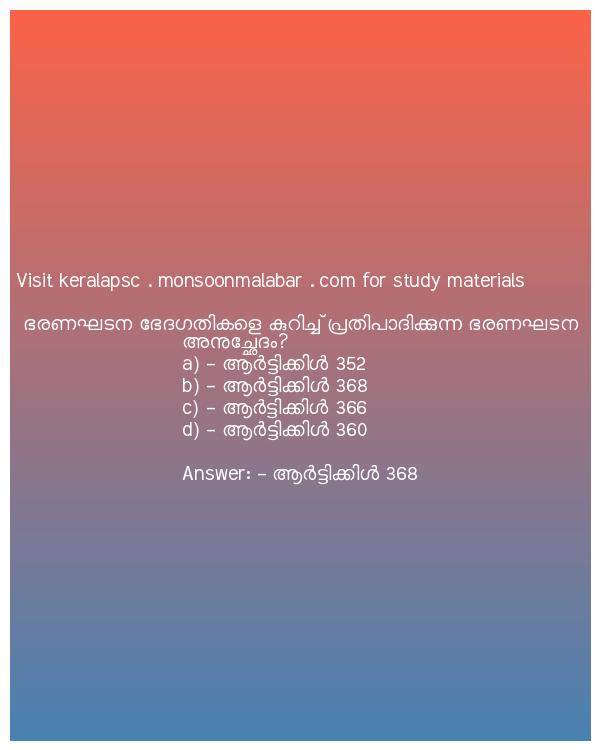 Visit keralapsc . monsoonmalabar . com for study materials
ഭരണഘടന ഭേദഗതികളെ കുറിച്ച് പ്രതിപാദിക്കുന്ന ഭരണഘടന
അനുച്ഛേദം?
a) – ആർട്ടിക്കിൾ 352
b) – ആർട്ടിക്കിൾ 368
c) – ആർട്ടിക്കിൾ 366
d) – ആർട്ടിക്കിൾ 360
Answer: – ആർട്ടിക്കിൾ 368